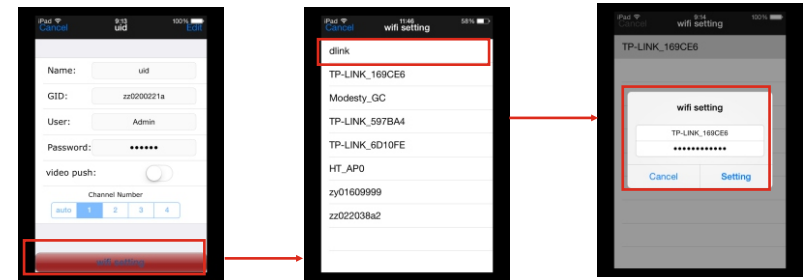 iPad 9:13 100%
Cancel uid Edit
Name: uid
GID: zz0200221a
User: Admin
Password: ••••••
video push:
Channel Number
auto 1 2 3 4
wifi setting
iPad 11:46 58%
Cancel wifi setting
dlink
TP-LINK_169CE6
Modesty_GC
TP-LINK_597BA4
TP-LINK_6D10FE
HT_AP0
zy01609999
zz022038a2
iPad 9:14 100%
Cancel wifi setting
TP-LINK_169CE6
wifi setting
TP-LINK_169CE6
••••••••••••
Cancel Setting